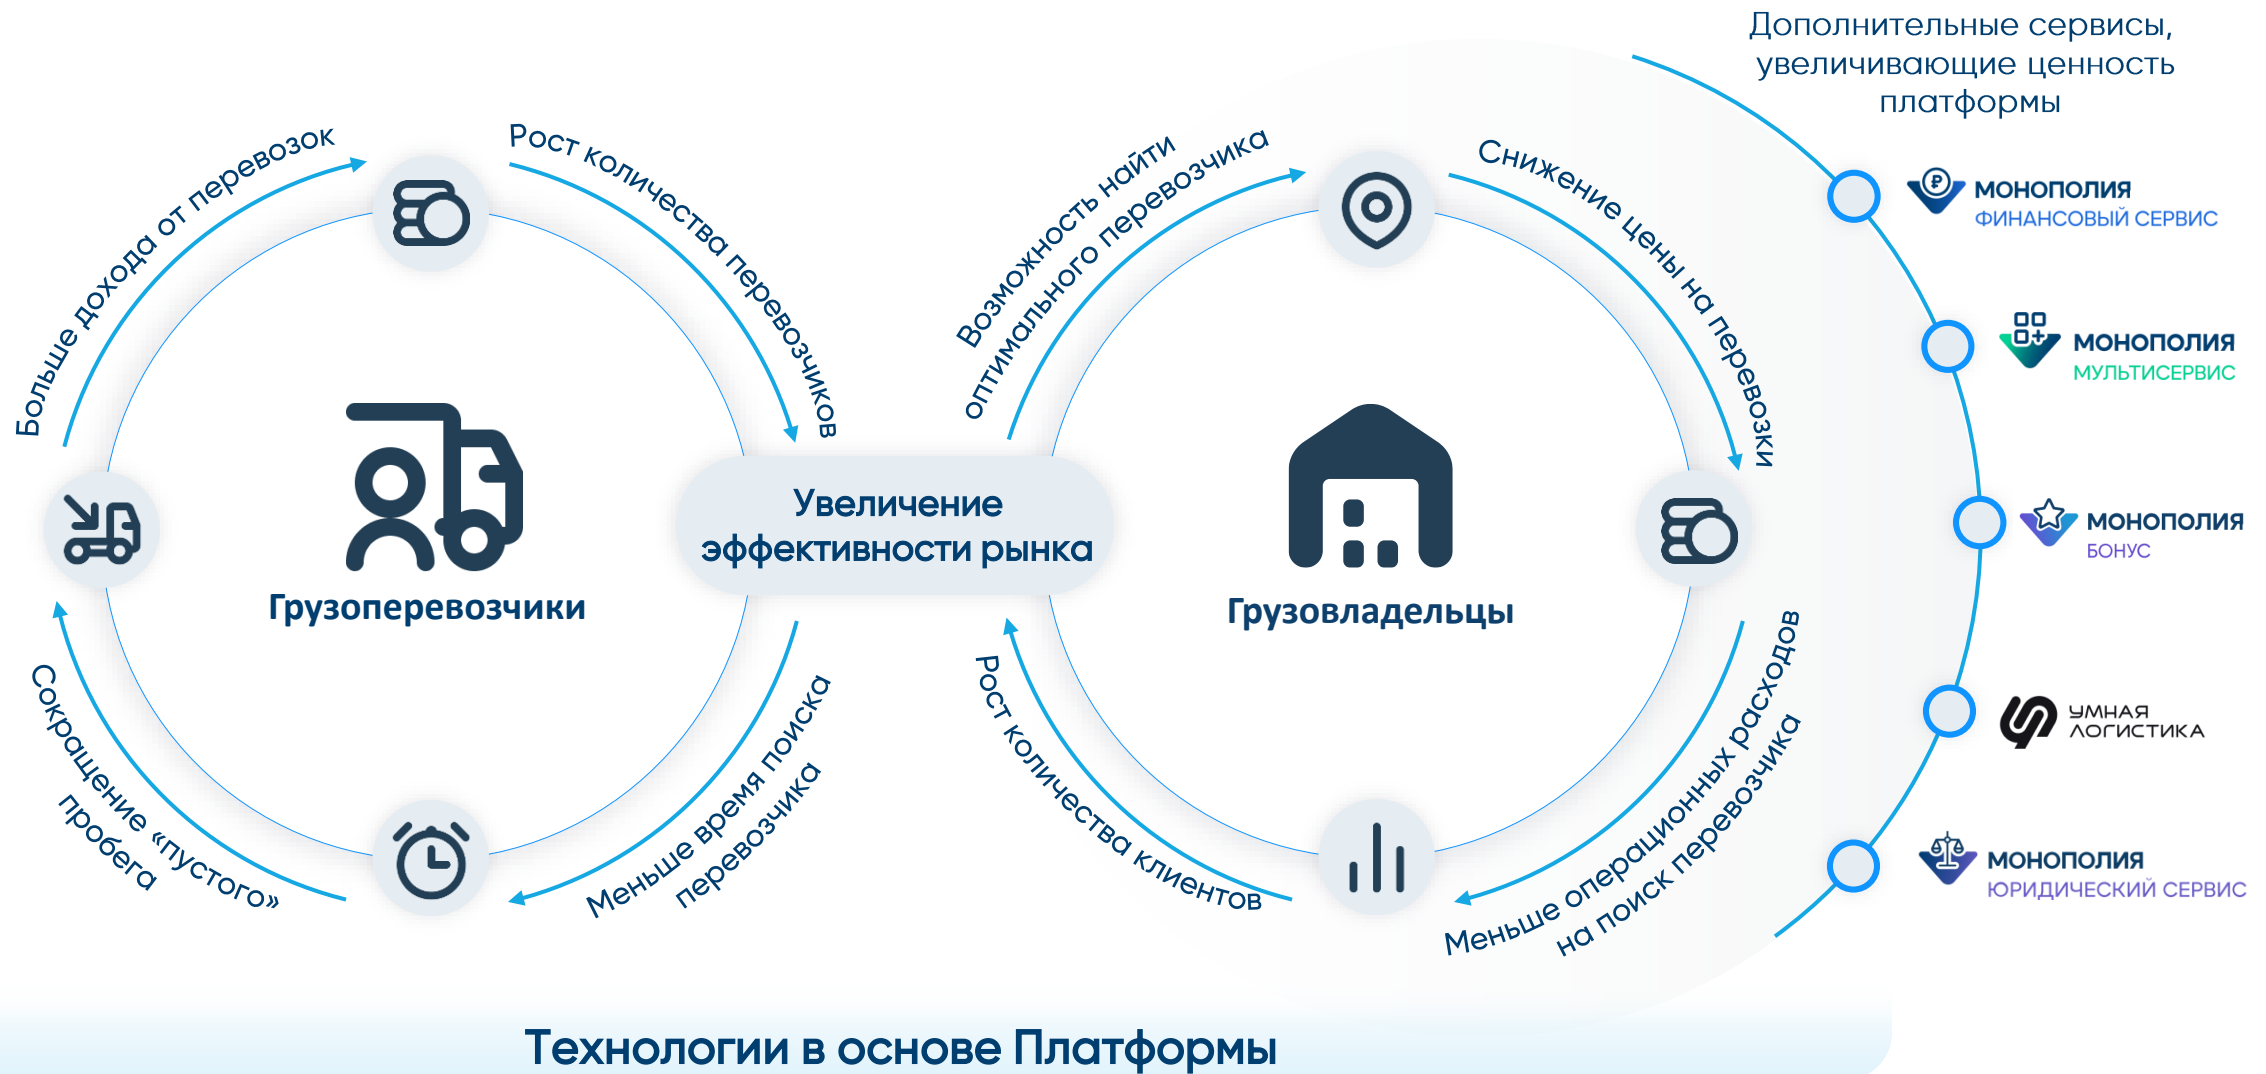 Дополнительные сервисы,
увеличивающие ценность
платформы
Больше дохода от перевозок
Рост количества перевозчиков
Грузоперевозчики
Сокращение «пустого»
пробега
Меньше время поиска
перевозчика
Увеличение
эффективности рынка
Возможность найти
оптимального перевозчика
Снижение цены на перевозки
Грузовладельцы
Рост количества клиентов
Меньше операционных расходов
на поиск перевозчика
МОНОПОЛИЯ
ФИНАНСОВЫЙ СЕРВИС
МОНОПОЛИЯ
МУЛЬТИСЕРВИС
МОНОПОЛИЯ
БОНУС
УМНАЯ
ЛОГИСТИКА
МОНОПОЛИЯ
ЮРИДИЧЕСКИЙ СЕРВИС
Технологии в основе Платформы